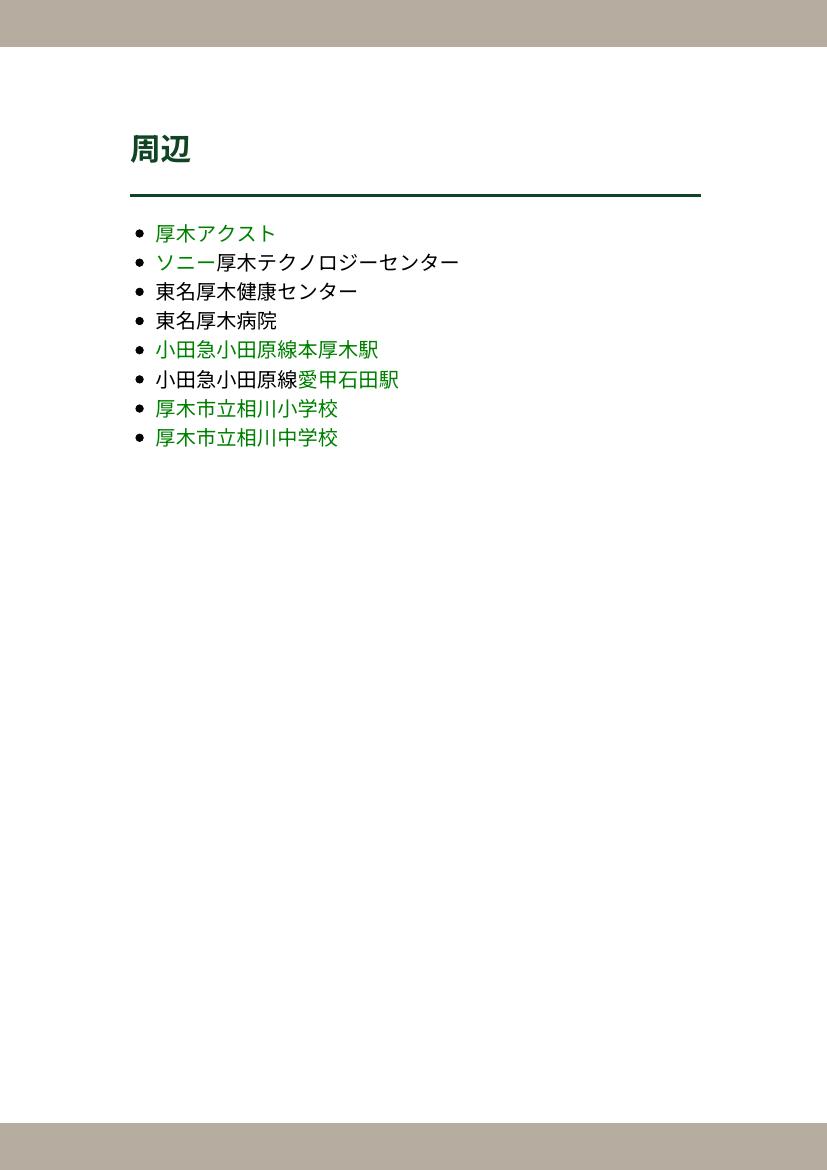 周辺
厚木アクスト
ソニー厚木テクノロジーセンター
東名厚木健康センター
東名厚木病院
小田急小田原線本厚木駅
小田急小田原線愛甲石田駅
厚木市立相川小学校
厚木市立相川中学校